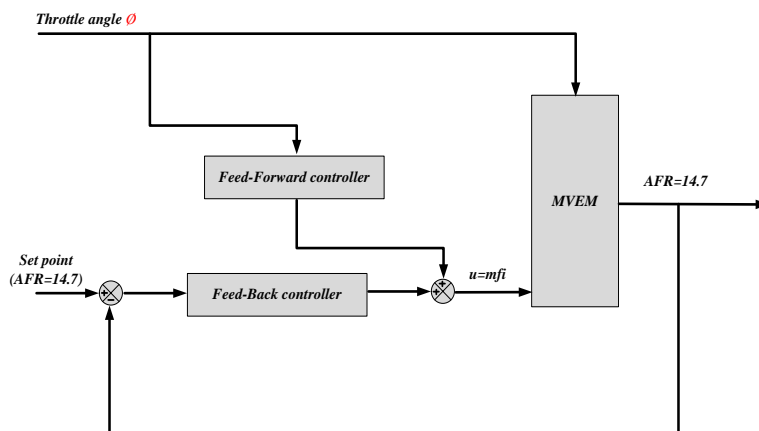 Throttle angle Ø
Feed-Forward controller
MVEM
AFR=14.7
Set point
(AFR=14.7)
+
-
Feed-Back controller
+
+
u=mfi